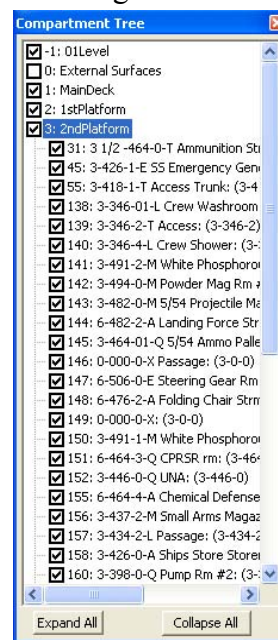 Compartment Tree
-1: 01Level
0: External Surfaces
1: MainDeck
2: 1stPlatform
3: 2ndPlatform
31: 3 1/2 -464-0-T Ammunition Str
45: 3-426-1-E SS Emergency Gene
55: 3-418-1-T Access Trunk: (3-4
138: 3-346-01-L Crew Washroom
139: 3-346-2-T Access: (3-346-2)
140: 3-346-4-L Crew Shower: (3-
141: 3-491-2-M White Phosphorou
142: 3-494-0-M Powder Mag Rm #
143: 3-482-0-M 5/54 Projectile Ma
144: 6-482-2-A Landing Force Str
145: 3-464-01-Q 5/54 Ammo Palle
146: 0-000-0-X Passage: (3-0-0)
147: 6-506-0-E Steering Gear Rm
148: 6-476-2-A Folding Chair Strm
149: 0-000-0-X: (3-0-0)
150: 3-491-1-M White Phosphorou
151: 6-464-3-Q CPRSR rm: (3-464
152: 3-446-0-Q UNA: (3-446-0)
155: 6-464-4-A Chemical Defense
156: 3-437-2-M Small Arms Magaz
157: 3-434-2-L Passage: (3-434-2
158: 3-426-0-A Ships Store Storer
160: 3-398-0-Q Pump Rm #2: (3-
Expand All Collapse All